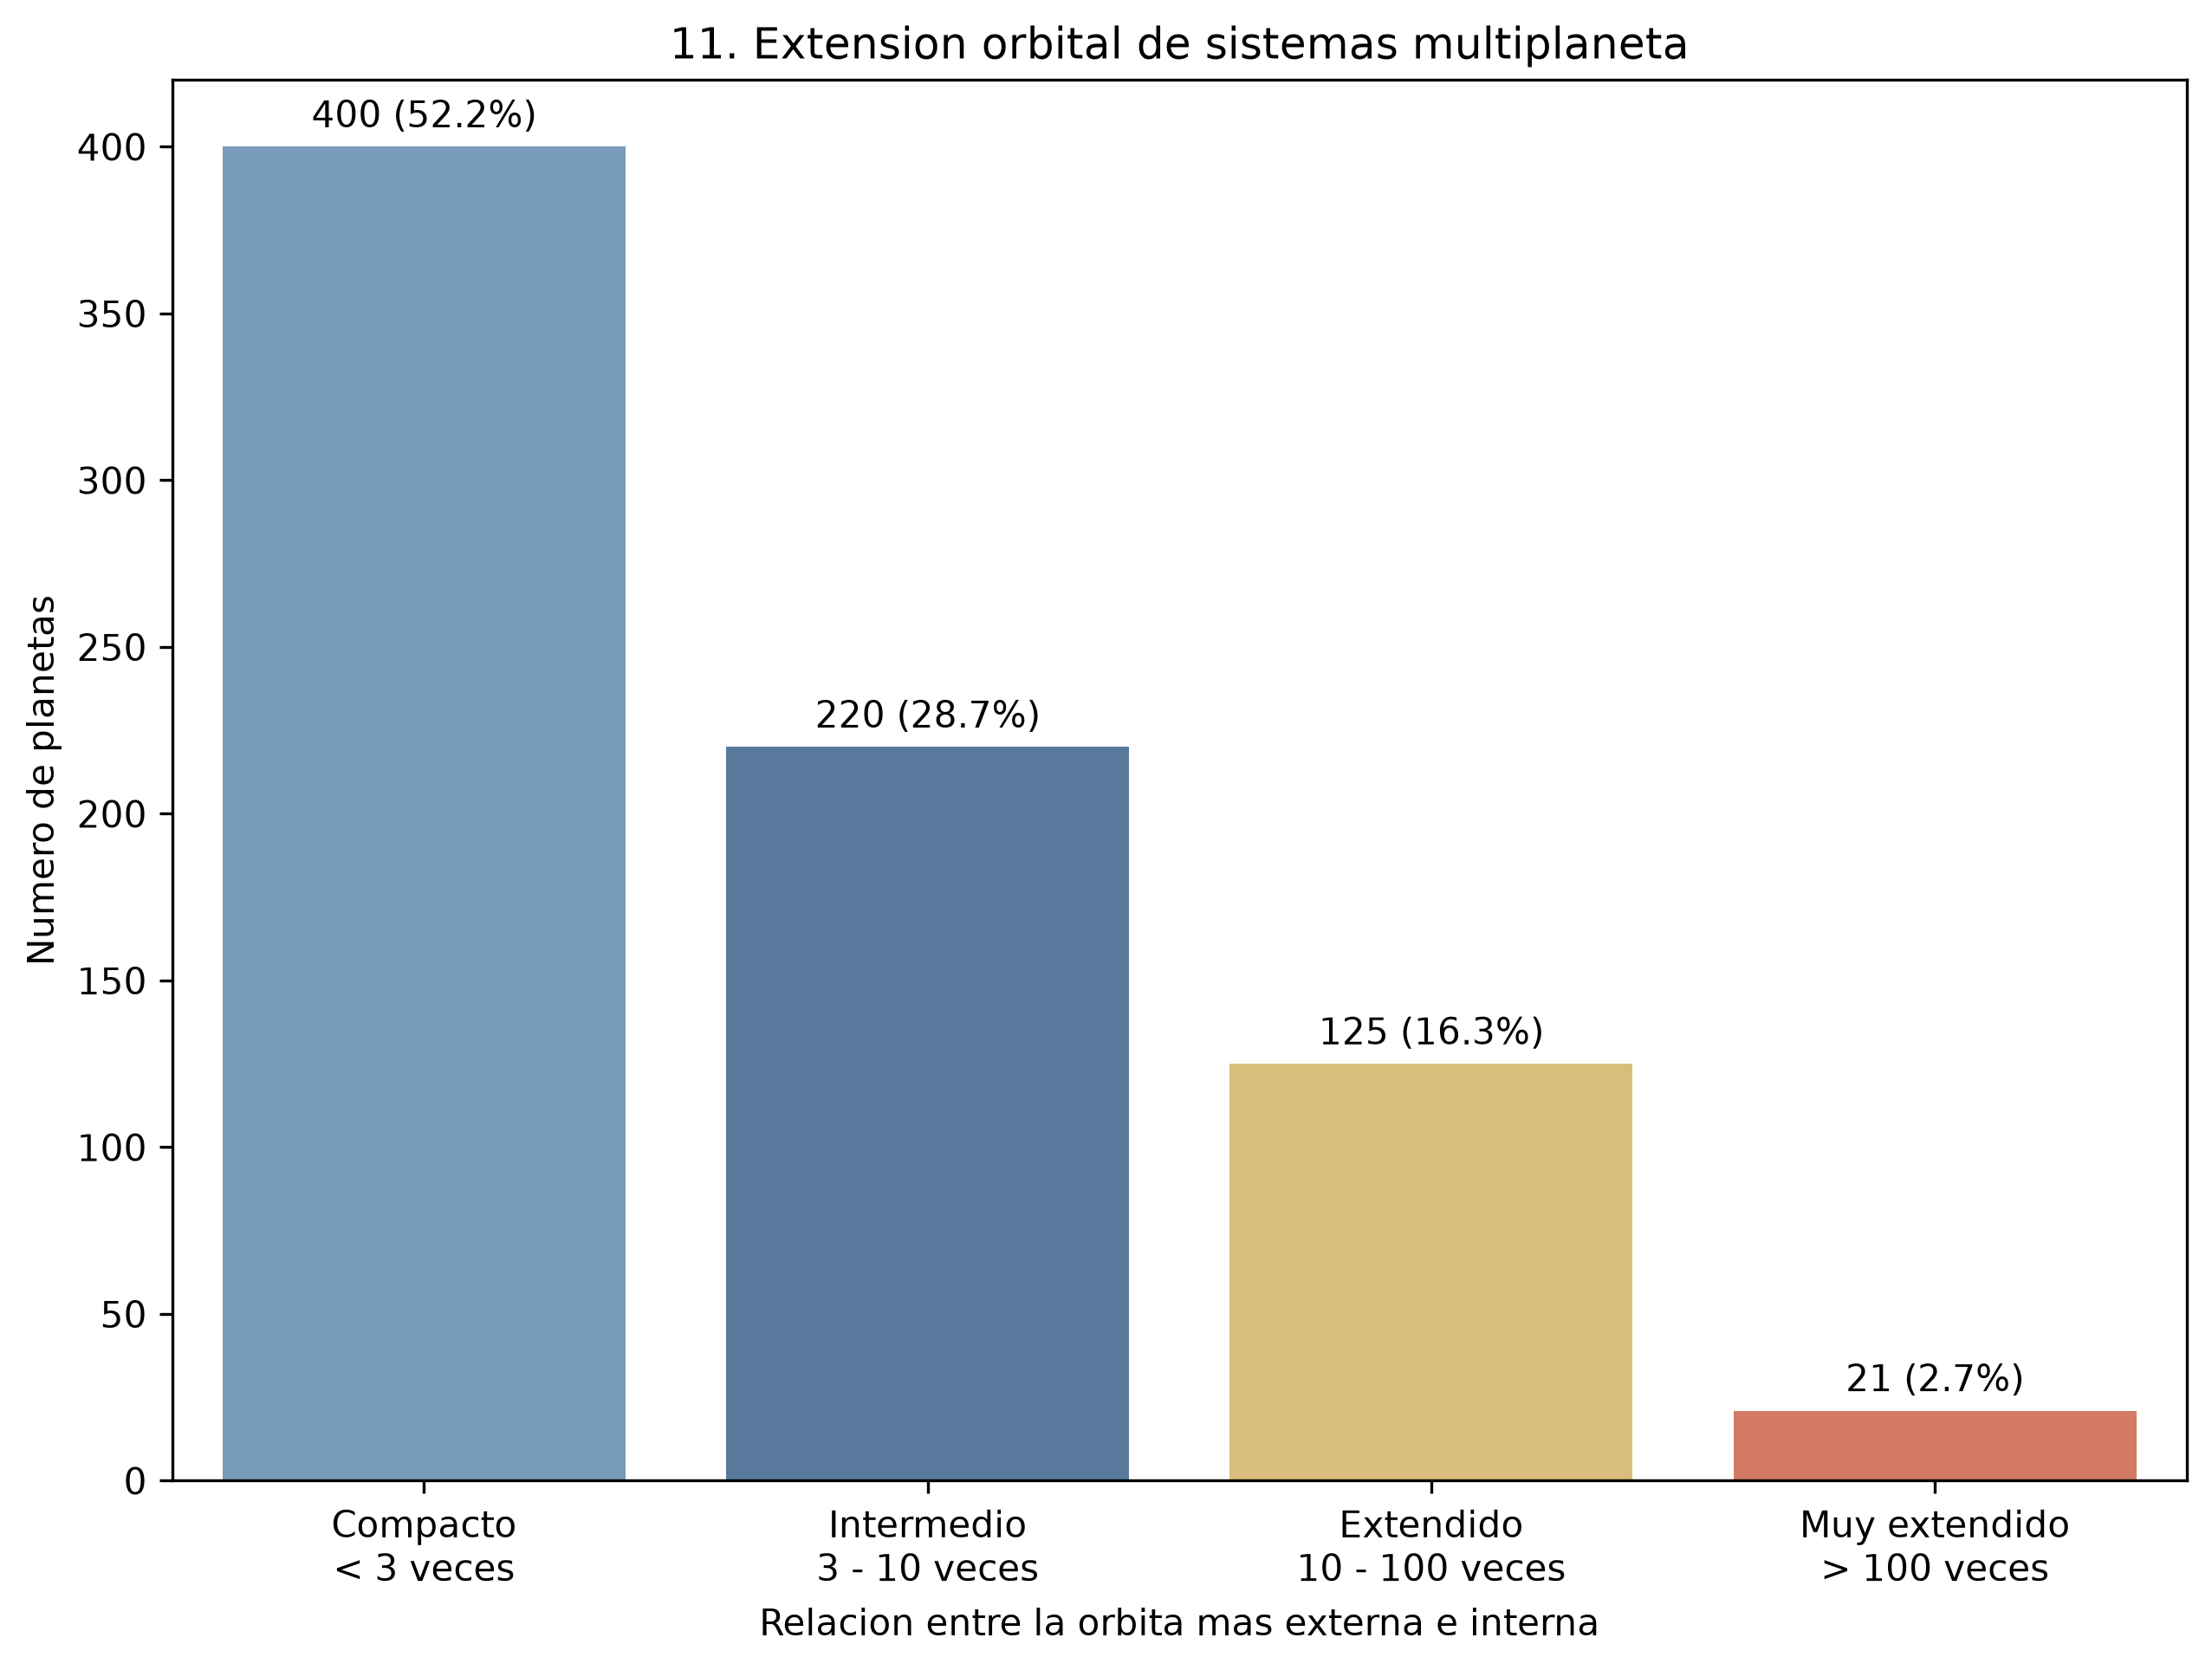 11. Extension orbital de sistemas multiplaneta
400 (52.2%)
220 (28.7%)
125 (16.3%)
21 (2.7%)
Numero de planetas
400
350
300
250
200
150
100
50
0
Compacto
< 3 veces
Intermedio
3 - 10 veces
Extendido
10 - 100 veces
Muy extendido
> 100 veces
Relacion entre la orbita mas externa e interna